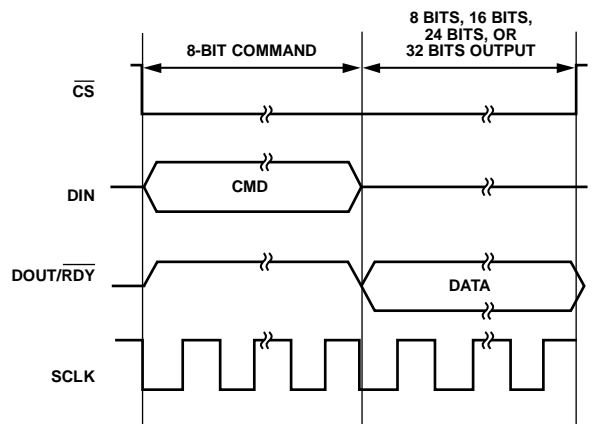 8 BITS, 16 BITS,
24 BITS, OR
32 BITS OUTPUT
8-BIT COMMAND
CS
DIN
CMD
DOUT/RDY
DATA
SCLK